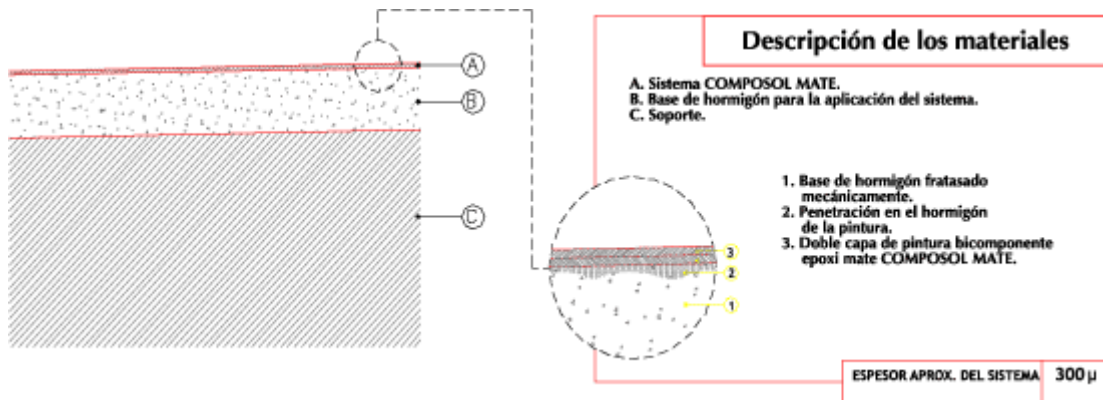 A
B
C
Descripción de los materiales
A. Sistema COMPOSOL MATE.
B. Base de hormigón para la aplicación del sistema.
C. Soporte.
1. Base de hormigón fratasado
mecánicamente.
2. Penetración en el hormigón
de la pintura.
3. Doble capa de pintura bicomponente
epoxi mate COMPOSOL MATE.
3
2
1
ESPESOR APROX. DEL SISTEMA 300 µ